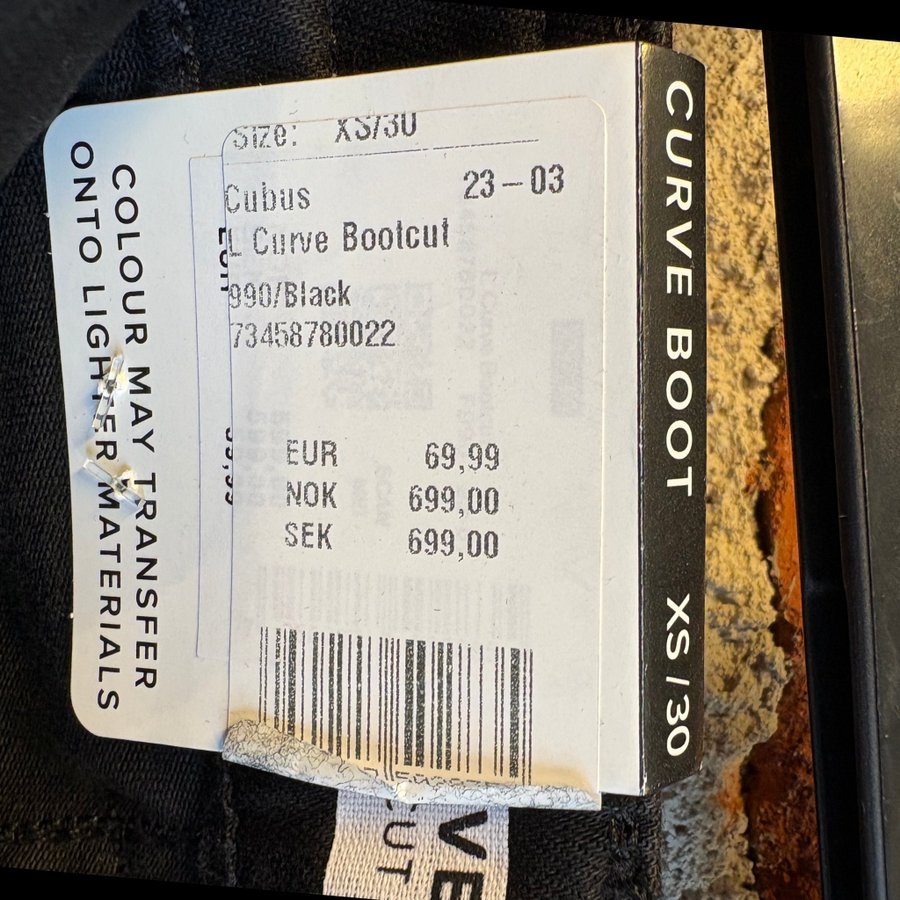 Size: XS/30
Cubus 23-03
L Curve Bootcut
990/Black
73458780022
EUR 69,99
NOK 699,00
SEK 699,00
CURVE BOOT XS/30
COLOUR MAY TRANSFER
ONTO LIGHTER MATERIALS